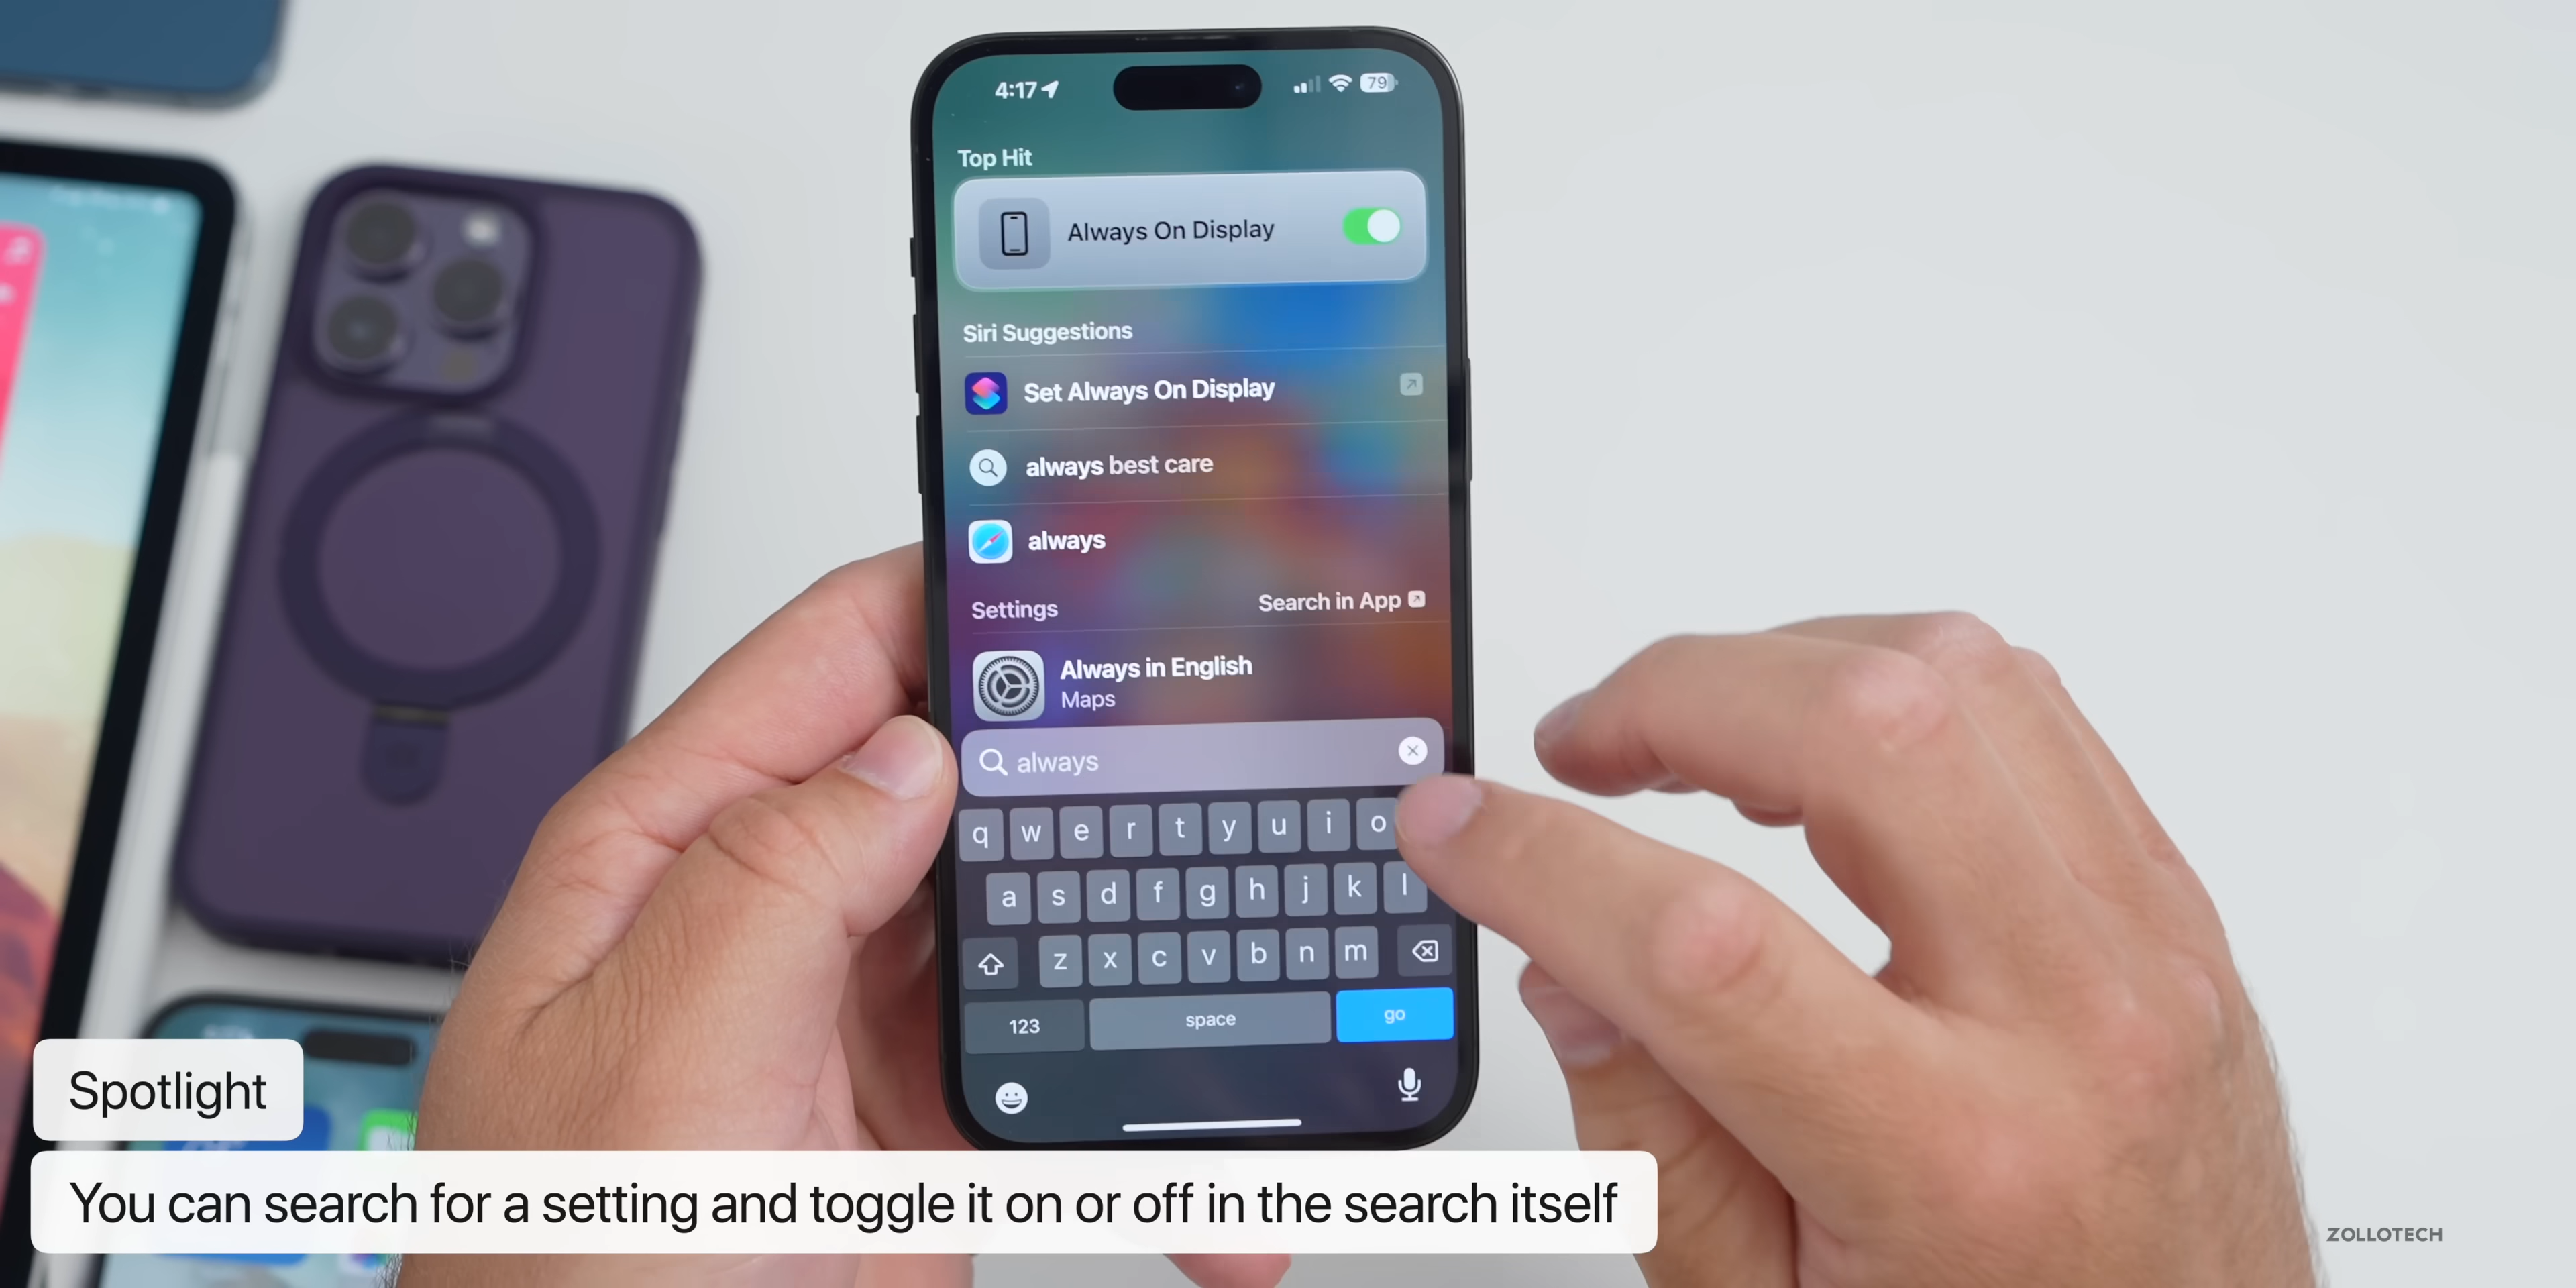 4:17
79
Top Hit
Always On Display
Siri Suggestions
Set Always On Display
always best care
always
Settings
Search in App
Always in English
Maps
always
q w e r t y u i o
a s d f g h j k l
z x c v b n m
123 space go
Spotlight
You can search for a setting and toggle it on or off in the search itself
ZOLLOTECH